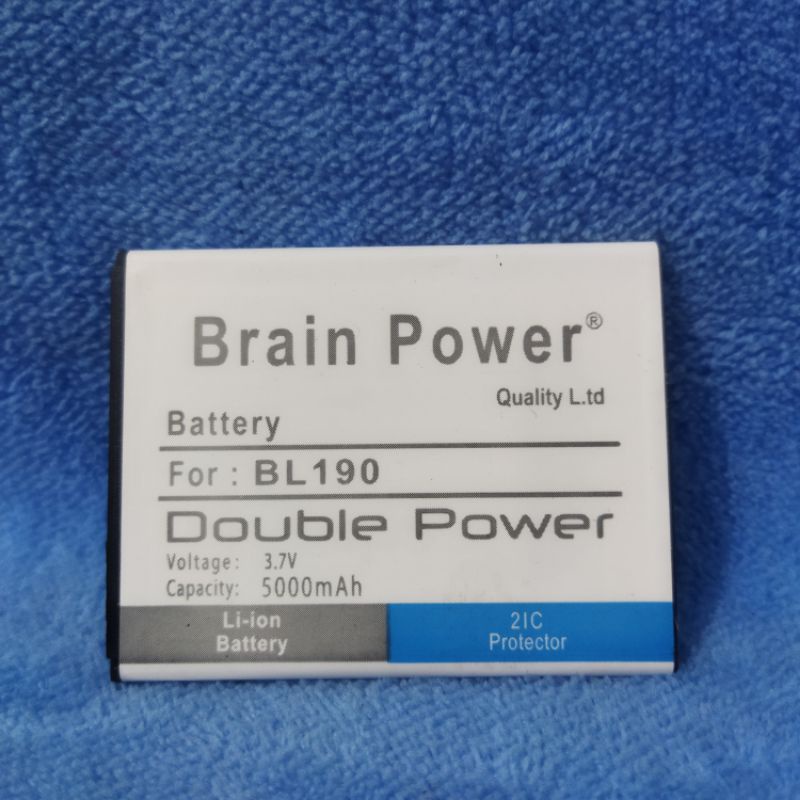 Brain Power®
Quality L.td
Battery
For : BL190
Double Power
Voltage: 3.7V
Capacity: 5000mAh
Li-ion
Battery
2IC
Protector